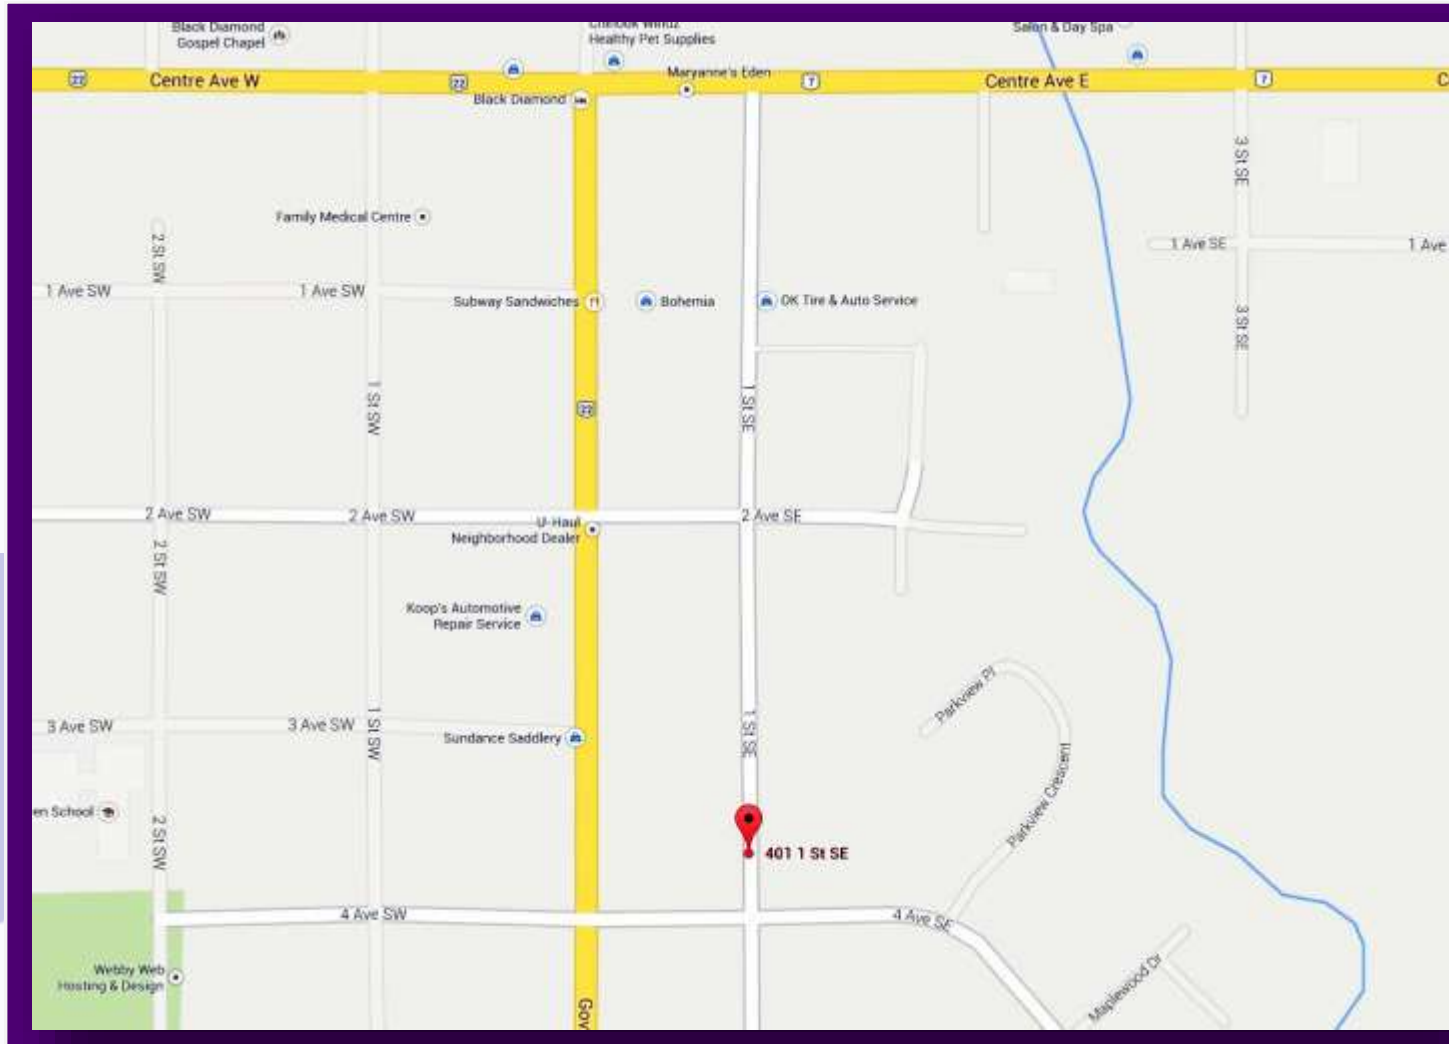 Black Diamond
Gospel Chapel
Healthy Pet Supplies
Salon & Day Spa
22
Centre Ave W
22
Maryanne's Eden
7
Centre Ave E
7
C
Black Diamond
3 St SE
Family Medical Centre
2 St SW
1 Ave SE
1 Ave
1 Ave SW
1 Ave SW
Subway Sandwiches
Bohemia
OK Tire & Auto Service
3 St SE
1 St SW
22
1 St SE
2 Ave SW
2 Ave SW
2 Ave SE
U-Haul
Neighborhood Dealer
2 St SW
Koop's Automotive
Repair Service
Parkview Pl
3 Ave SW
3 Ave SW
1 St SW
Sundance Saddlery
1 St SE
Parkview Crescent
en School
2 St SW
401 1 St SE
4 Ave SW
4 Ave SE
Webby Web
Hosting & Design
Maplewood Dr
Gov